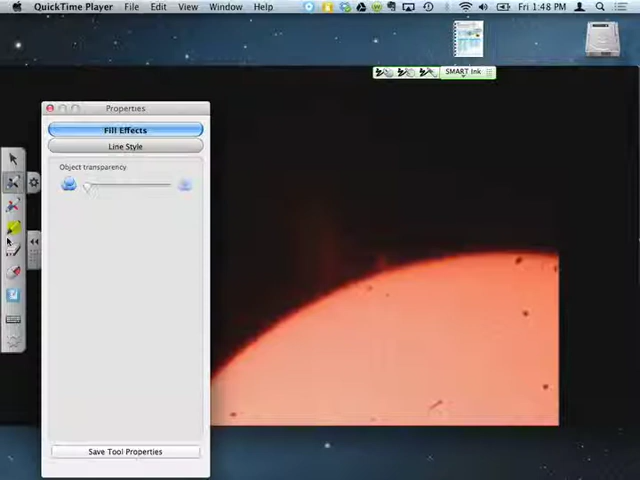 QuickTime Player File Edit View Window Help Fri 1:48 PM
SMART Ink
Properties
Fill Effects
Line Style
Object transparency
Save Tool Properties